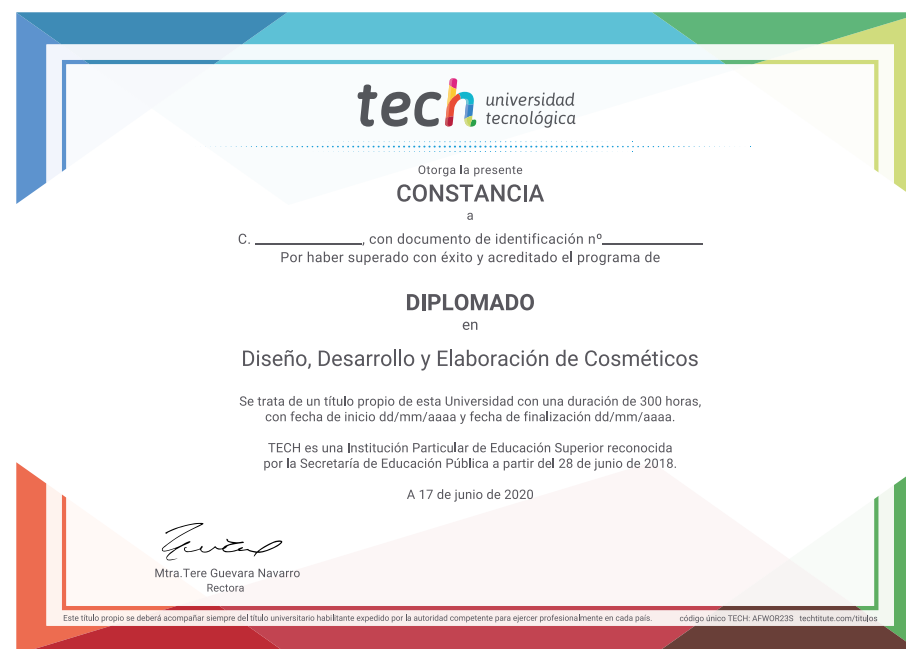 tech universidad
tecnológica
Otorga la presente
CONSTANCIA
a
C. ______________, con documento de identificación nº_____________
Por haber superado con éxito y acreditado el programa de
DIPLOMADO
en
Diseño, Desarrollo y Elaboración de Cosméticos
Se trata de un título propio de esta Universidad con una duración de 300 horas,
con fecha de inicio dd/mm/aaaa y fecha de finalización dd/mm/aaaa.
TECH es una Institución Particular de Educación Superior reconocida
por la Secretaría de Educación Pública a partir del 28 de junio de 2018.
A 17 de junio de 2020
Mtra.Tere Guevara Navarro
Rectora
Este título propio se deberá acompañar siempre del título universitario habilitante expedido por la autoridad competente para ejercer profesionalmente en cada país. código único TECH: AFWOR23S techtitute.com/titulos